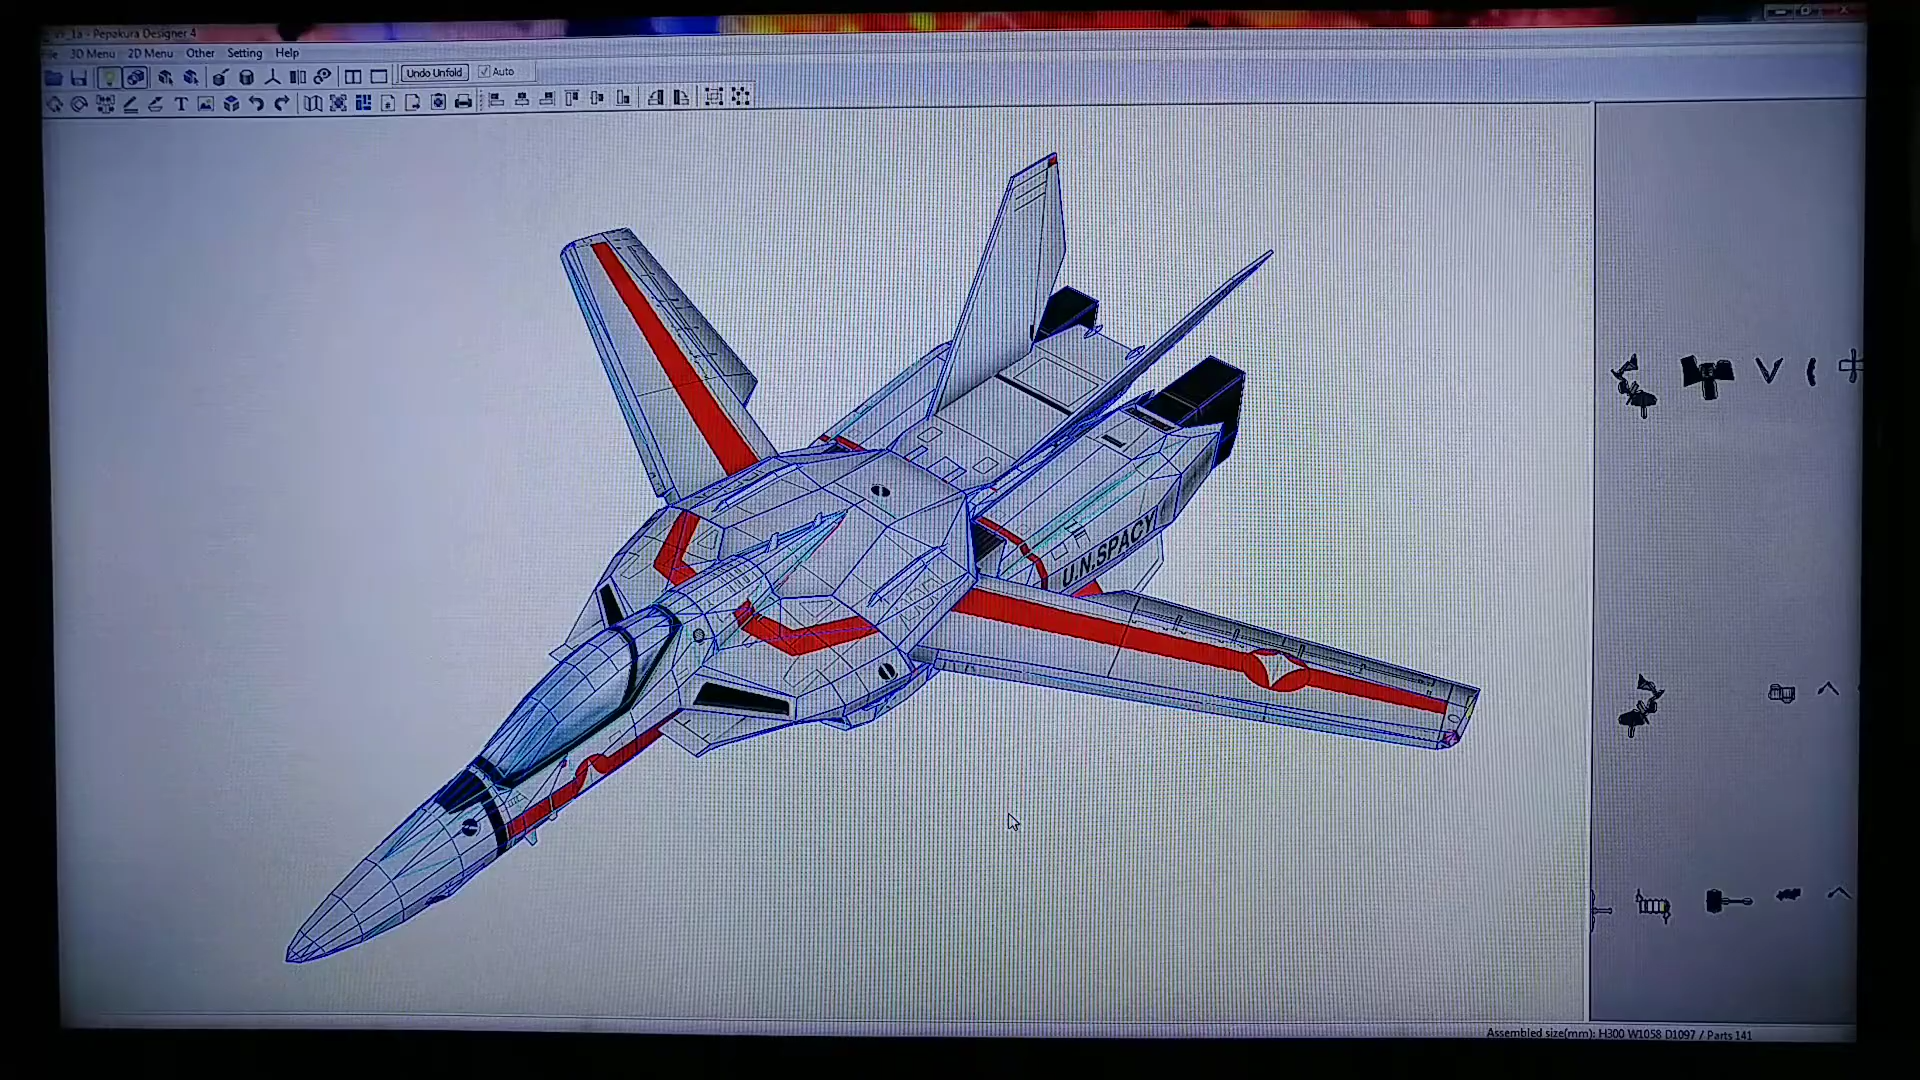 _1a - Pepakura Designer 4
3D Menu 2D Menu Other Setting Help
Undo Unfold Auto
U.N.SPACY
Assembled size(mm): H300 W1058 D1097 / Parts 141